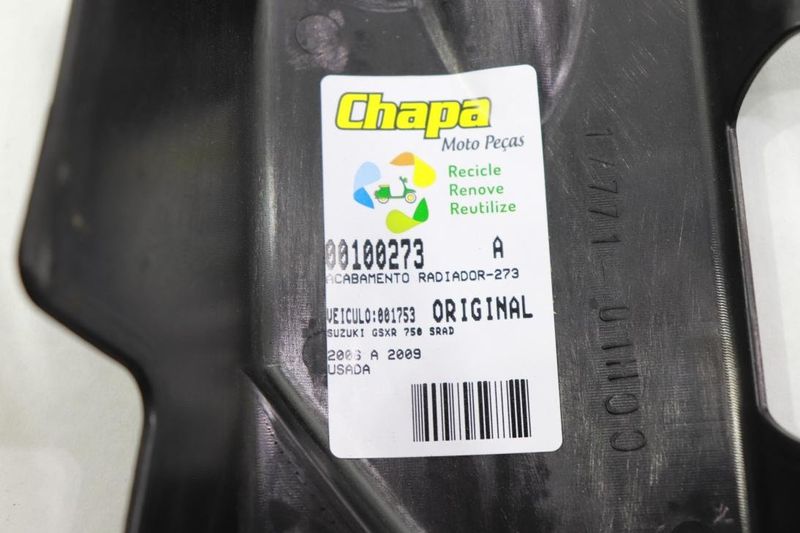 Chapa
Moto Peças
Recicle
Renove
Reutilize
00100273 A
ACABAMENTO RADIADOR-273
VEICULO:001753 ORIGINAL
SUZUKI GSXR 750 SRAD
2006 A 2009
USADA